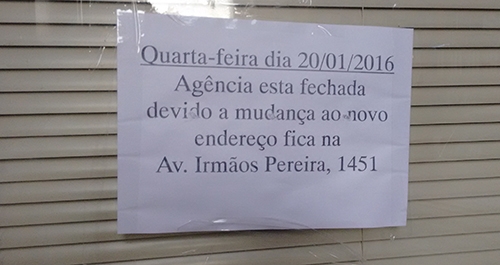 Quarta-feira dia 20/01/2016
Agência esta fechada
devido a mudança ao novo
endereço fica na
Av. Irmãos Pereira, 1451